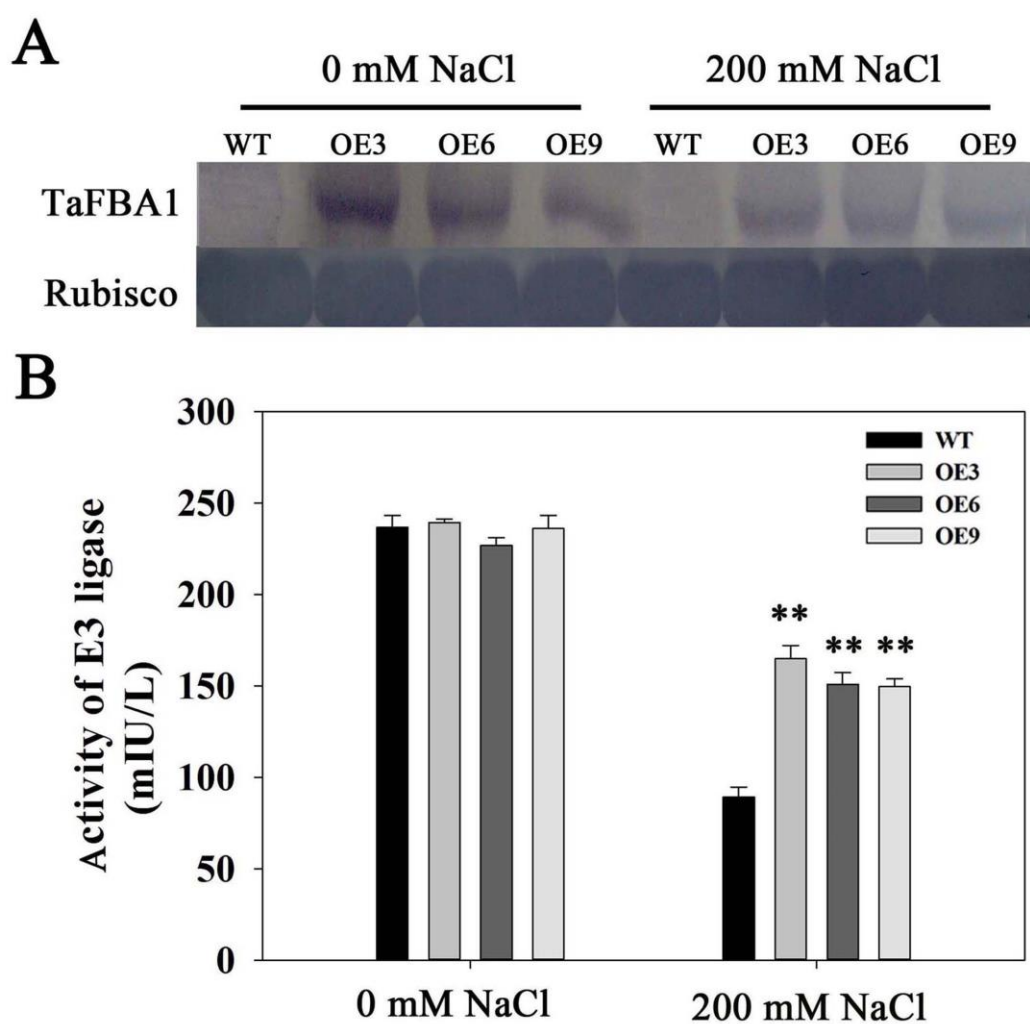 A
0 mM NaCl 200 mM NaCl
WT OE3 OE6 OE9 WT OE3 OE6 OE9
TaFBA1
Rubisco
B
300
250
200
150
100
50
0
Activity of E3 ligase
(mIU/L)
WT
OE3
OE6
OE9
**
** **
0 mM NaCl 200 mM NaCl